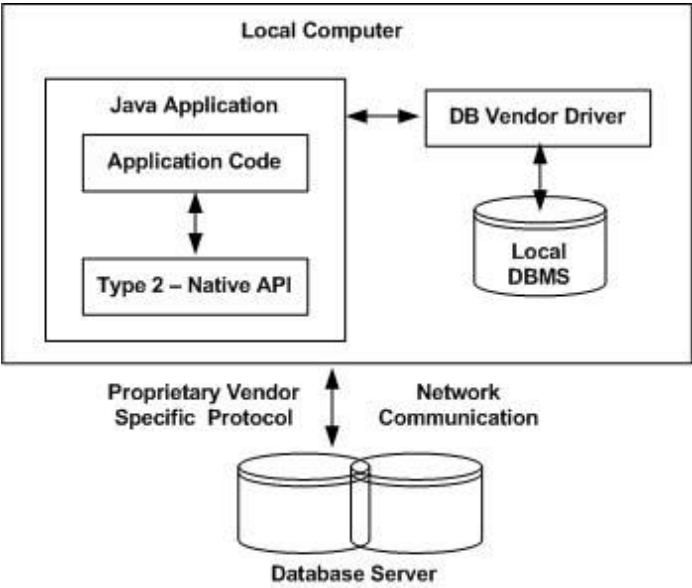 Local Computer
Java Application
Application Code
Type 2 – Native API
DB Vendor Driver
Local
DBMS
Proprietary Vendor
Specific Protocol
Network
Communication
Database Server